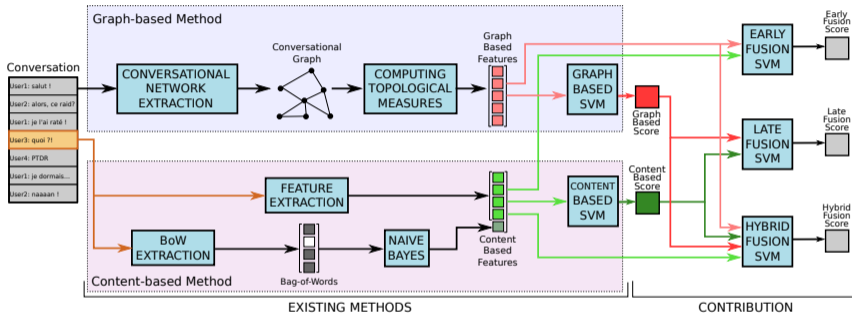 Graph-based Method
Conversation
User1: salut !
User2: alors, ce raid?
User1: je l'ai raté !
User3: quoi ?!
User4: PTDR
User1: je dormais...
User2: naaaan !
CONVERSATIONAL
NETWORK
EXTRACTION
Conversational
Graph
COMPUTING
TOPOLOGICAL
MEASURES
Graph
Based
Features
GRAPH
BASED
SVM
Graph
Based
Score
FEATURE
EXTRACTION
BoW
EXTRACTION
Bag-of-Words
NAIVE
BAYES
Content
Based
Features
CONTENT
BASED
SVM
Content
Based
Score
Content-based Method
EARLY
FUSION
SVM
Early
Fusion
Score
LATE
FUSION
SVM
Late
Fusion
Score
HYBRID
FUSION
SVM
Hybrid
Fusion
Score
EXISTING METHODS
CONTRIBUTION